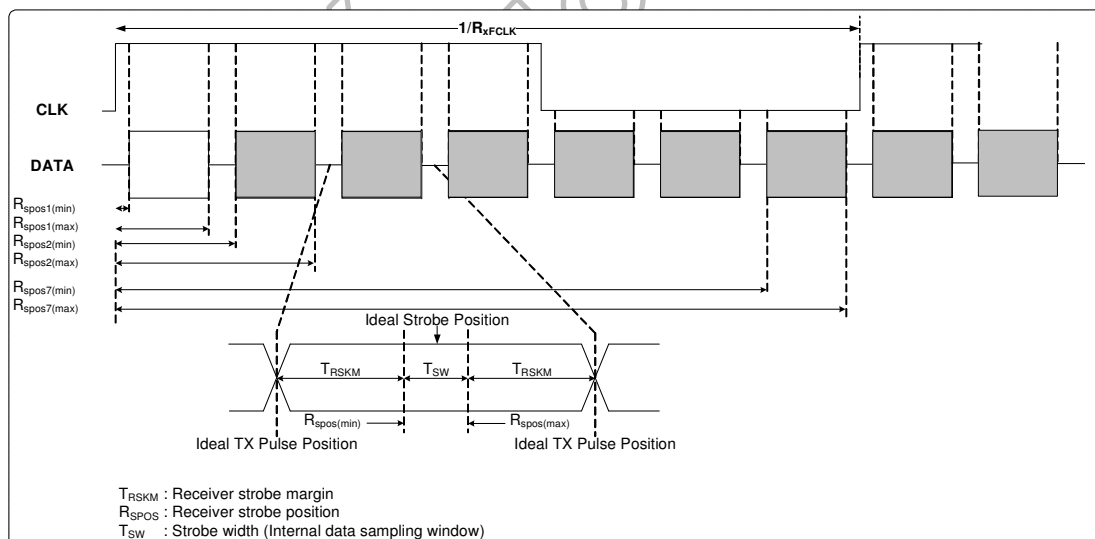 1/RxFCLK
CLK
DATA
Rspos1(min)
Rspos1(max)
Rspos2(min)
Rspos2(max)
Rspos7(min)
Rspos7(max)
Ideal Strobe Position
TRSKM TSW TRSKM
Rspos(min) Rspos(max)
Ideal TX Pulse Position Ideal TX Pulse Position
TRSKM : Receiver strobe margin
RSPOS : Receiver strobe position
TSW : Strobe width (Internal data sampling window)